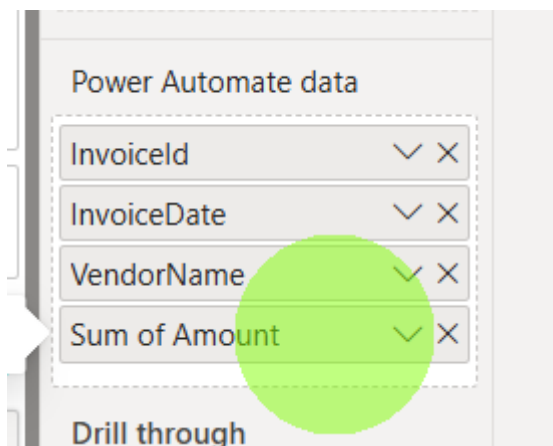 Power Automate data
InvoiceId
InvoiceDate
VendorName
Sum of Amount
Drill through